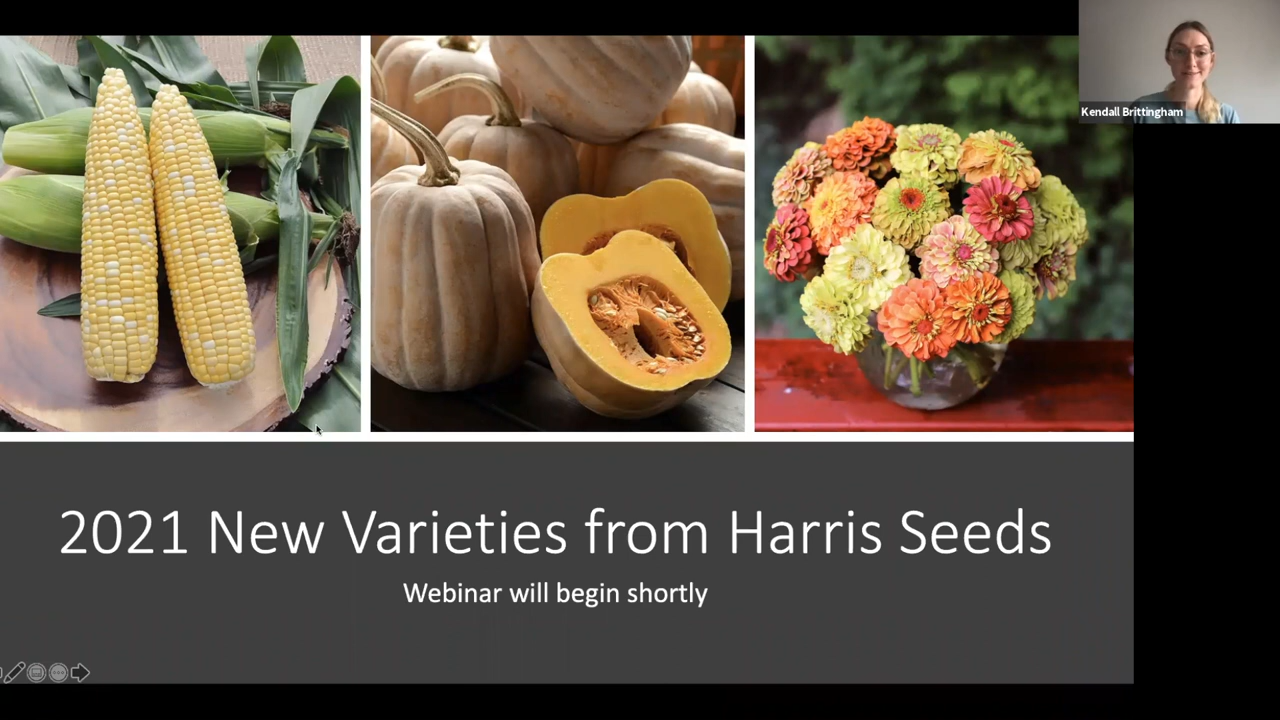 Kendall Brittingham
2021 New Varieties from Harris Seeds
Webinar will begin shortly